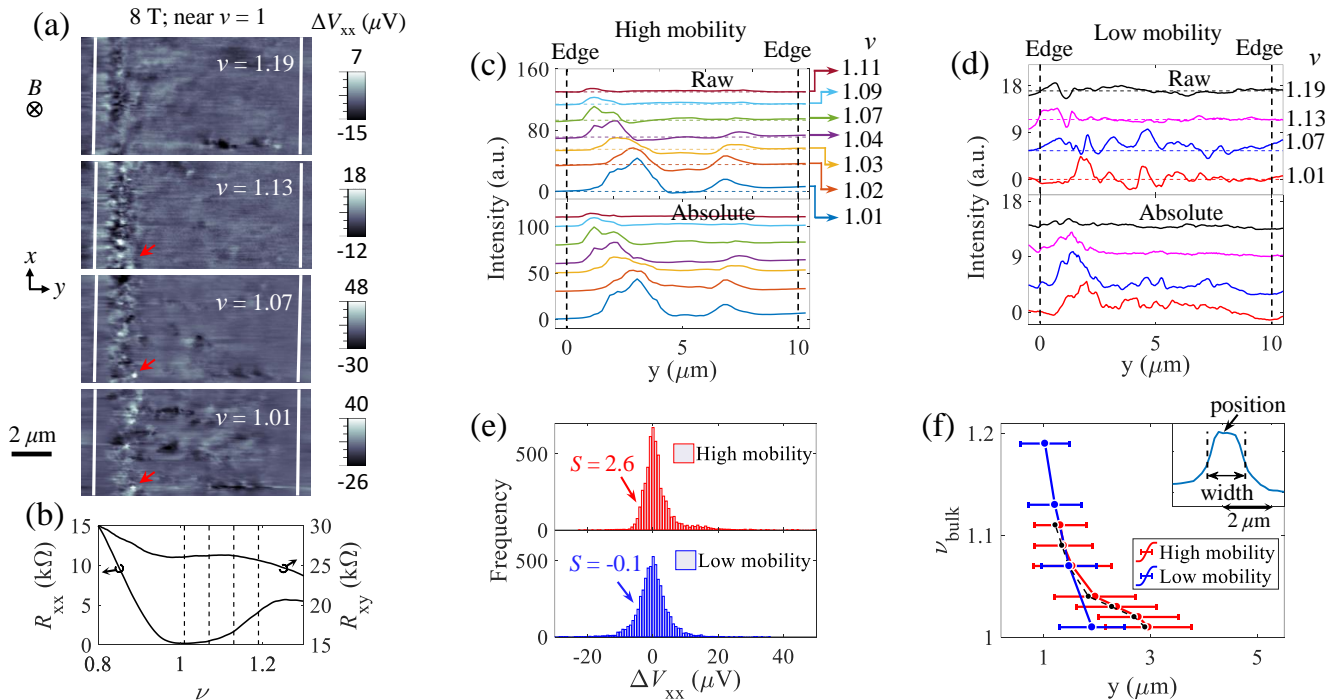 (a)
8 T; near ν = 1
ΔVxx (μV)
B
ν = 1.19
7
-15
ν = 1.13
18
-12
x
y
ν = 1.07
48
-30
2 μm
ν = 1.01
40
-26
(b)
15
10
5
0
Rxx (kΩ)
30
25
20
15
Rxy (kΩ)
0.8
1
1.2
ν
(c)
High mobility
Edge
Edge
ν
160
80
0
Raw
1.11
1.09
1.07
1.04
1.03
1.02
1.01
Absolute
100
50
0
Intensity (a.u.)
0
5
10
y (μm)
(d)
Low mobility
Edge
Edge
ν
18
9
0
Raw
1.19
1.13
1.07
1.01
Absolute
18
9
0
Intensity (a.u.)
0
5
10
y (μm)
(e)
500
0
S = 2.6
High mobility
500
0
S = -0.1
Low mobility
Frequency
-20
0
20
40
ΔVxx (μV)
(f)
1.2
1.1
1
νbulk
position
width
2 μm
High mobility
Low mobility
1
3
5
y (μm)